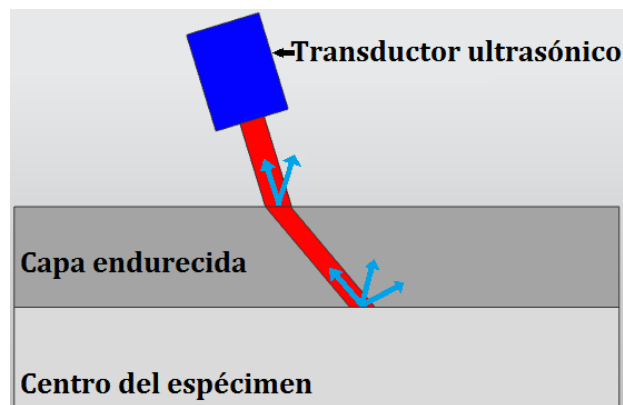 Transductor ultrasónico
Capa endurecida
Centro del espécimen